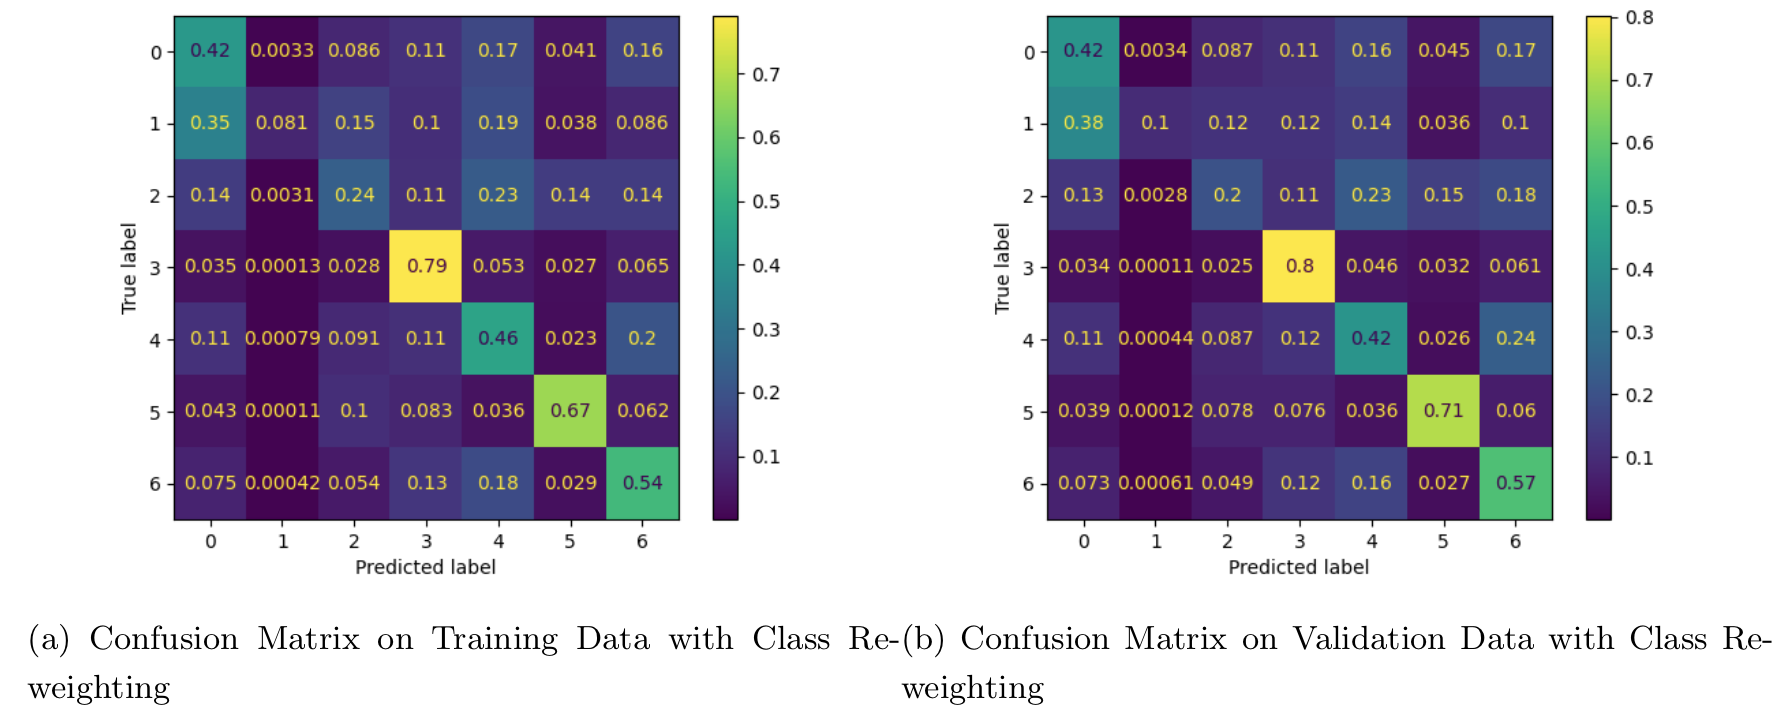 0 0.42 0.0033 0.086 0.11 0.17 0.041 0.16
1 0.35 0.081 0.15 0.1 0.19 0.038 0.086
2 0.14 0.0031 0.24 0.11 0.23 0.14 0.14
3 0.035 0.00013 0.028 0.79 0.053 0.027 0.065
4 0.11 0.00079 0.091 0.11 0.46 0.023 0.2
5 0.043 0.00011 0.1 0.083 0.036 0.67 0.062
6 0.075 0.00042 0.054 0.13 0.18 0.029 0.54
0 1 2 3 4 5 6
Predicted label
True label
0.7
0.6
0.5
0.4
0.3
0.2
0.1
(a) Confusion Matrix on Training Data with Class Re-
weighting
0 0.42 0.0034 0.087 0.11 0.16 0.045 0.17
1 0.38 0.1 0.12 0.12 0.14 0.036 0.1
2 0.13 0.0028 0.2 0.11 0.23 0.15 0.18
3 0.034 0.00011 0.025 0.8 0.046 0.032 0.061
4 0.11 0.00044 0.087 0.12 0.42 0.026 0.24
5 0.039 0.00012 0.078 0.076 0.036 0.71 0.06
6 0.073 0.00061 0.049 0.12 0.16 0.027 0.57
0 1 2 3 4 5 6
Predicted label
True label
0.8
0.7
0.6
0.5
0.4
0.3
0.2
0.1
(b) Confusion Matrix on Validation Data with Class Re-
weighting